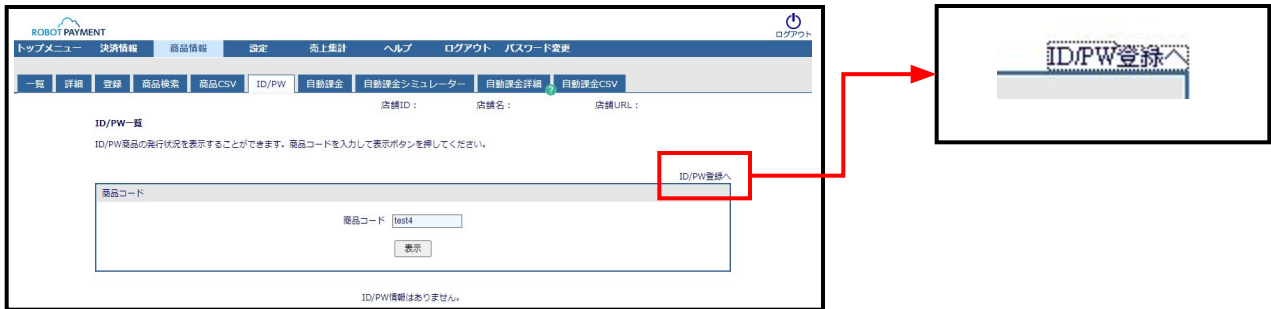 ROBOT PAYMENT
ログアウト
トップメニュー 決済情報 商品情報 設定 売上集計 ヘルプ ログアウト パスワード変更
一覧 詳細 登録 商品検索 商品CSV ID/PW 自動課金 自動課金シミュレーター 自動課金詳細 ? 自動課金CSV
店舗ID： 店舗名： 店舗URL：
ID/PW一覧
ID/PW商品の発行状況を表示することができます。商品コードを入力して表示ボタンを押してください。
ID/PW登録へ
商品コード
商品コード test4
表示
ID/PW情報はありません。
ID/PW登録へ